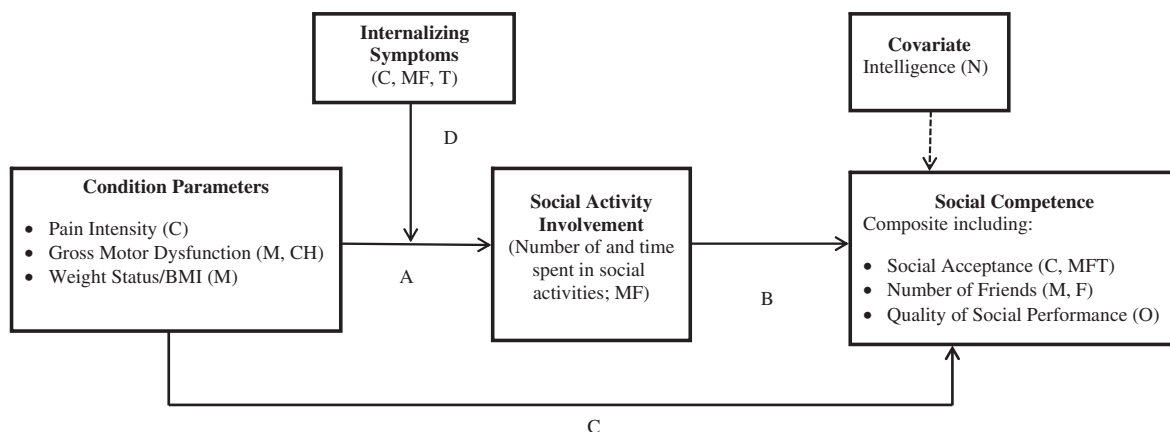 Internalizing
Symptoms
(C, MF, T)
Covariate
Intelligence (N)
D
Condition Parameters
• Pain Intensity (C)
• Gross Motor Dysfunction (M, CH)
• Weight Status/BMI (M)
A
Social Activity
Involvement
(Number of and time
spent in social
activities; MF)
B
Social Competence
Composite including:
• Social Acceptance (C, MFT)
• Number of Friends (M, F)
• Quality of Social Performance (O)
C